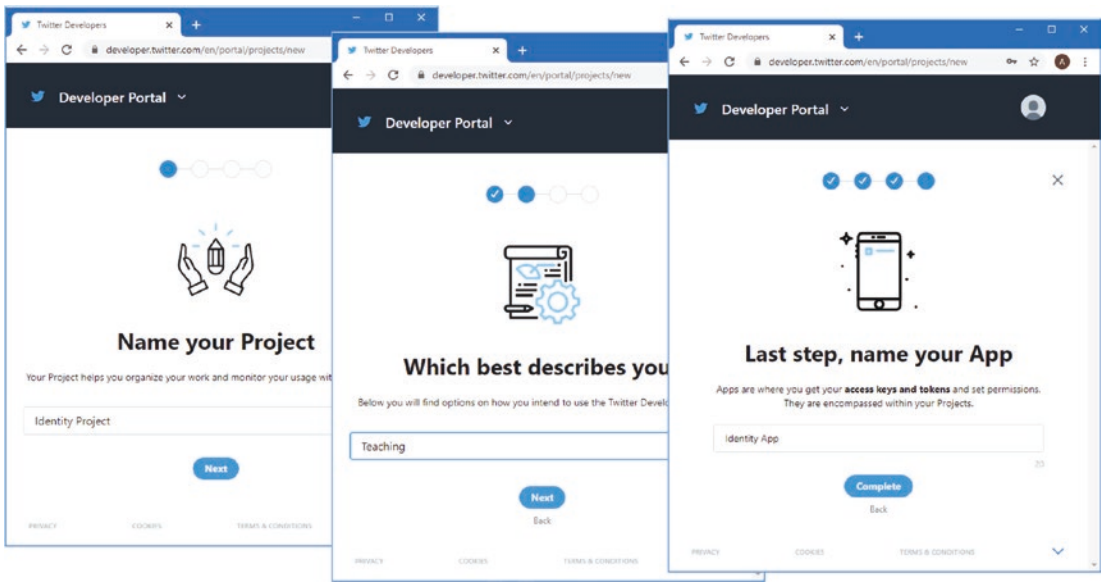 Twitter Developers
developer.twitter.com/en/portal/projects/new
Developer Portal
Name your Project
Your Project helps you organize your work and monitor your usage wit
Identity Project
Next
PRIVACY COOKIES TERMS & CONDITIONS
Twitter Developers
developer.twitter.com/en/portal/projects/new
Developer Portal
Which best describes you
Below you will find options on how you intend to use the Twitter Develo
Teaching
Next
Back
PRIVACY COOKIES TERMS & CONDITIONS
Twitter Developers
developer.twitter.com/en/portal/projects/new
A
Developer Portal
Last step, name your App
Apps are where you get your access keys and tokens and set permissions.
They are encompassed within your Projects.
Identity App
Complete
Back
PRIVACY COOKIES TERMS & CONDITIONS